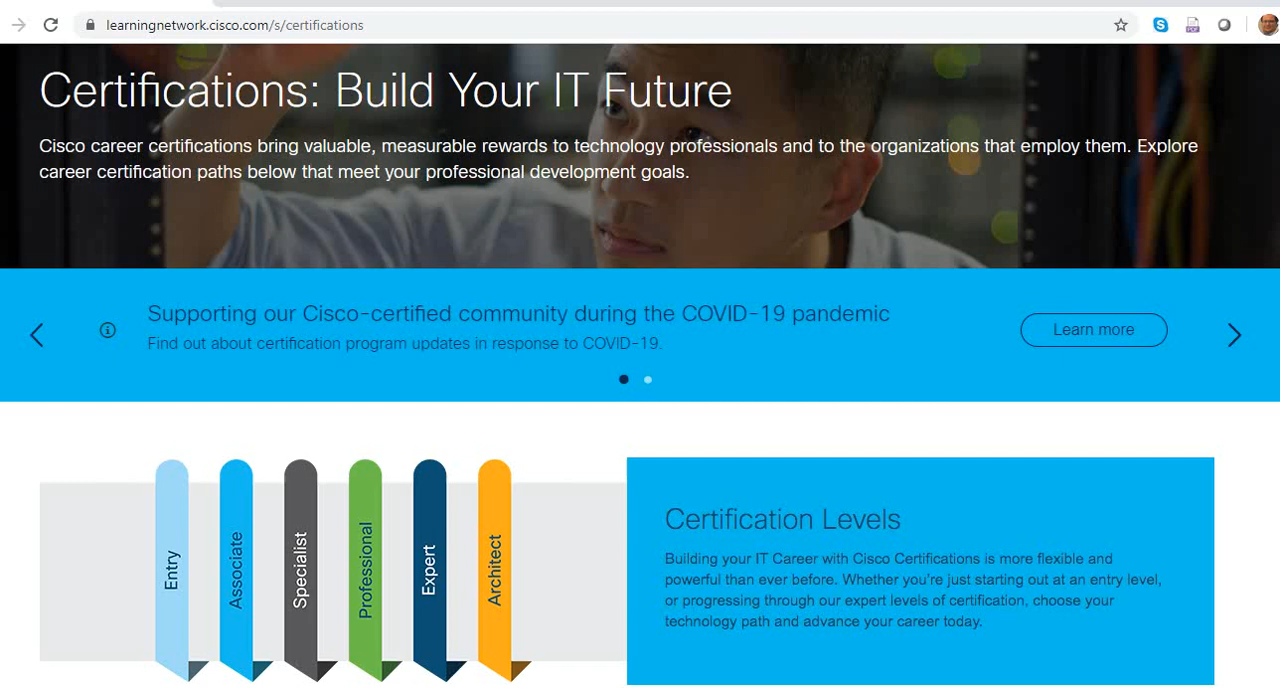 learningnetwork.cisco.com/s/certifications
Certifications: Build Your IT Future
Cisco career certifications bring valuable, measurable rewards to technology professionals and to the organizations that employ them. Explore
career certification paths below that meet your professional development goals.
Supporting our Cisco-certified community during the COVID-19 pandemic
Find out about certification program updates in response to COVID-19.
Learn more
Entry
Associate
Specialist
Professional
Expert
Architect
Certification Levels
Building your IT Career with Cisco Certifications is more flexible and
powerful than ever before. Whether you're just starting out at an entry level,
or progressing through our expert levels of certification, choose your
technology path and advance your career today.